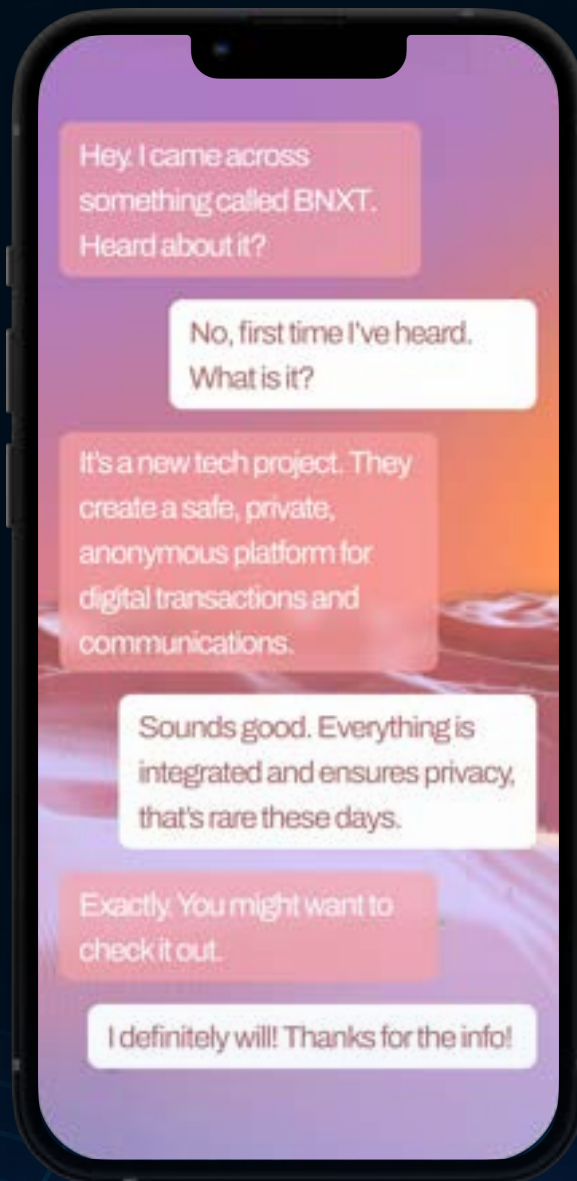 Hey. I came across
something called BNXT.
Heard about it?
No, first time I've heard.
What is it?
It's a new tech project. They
create a safe, private,
anonymous platform for
digital transactions and
communications.
Sounds good. Everything is
integrated and ensures privacy,
that's rare these days.
Exactly. You might want to
check it out.
I definitely will! Thanks for the info!